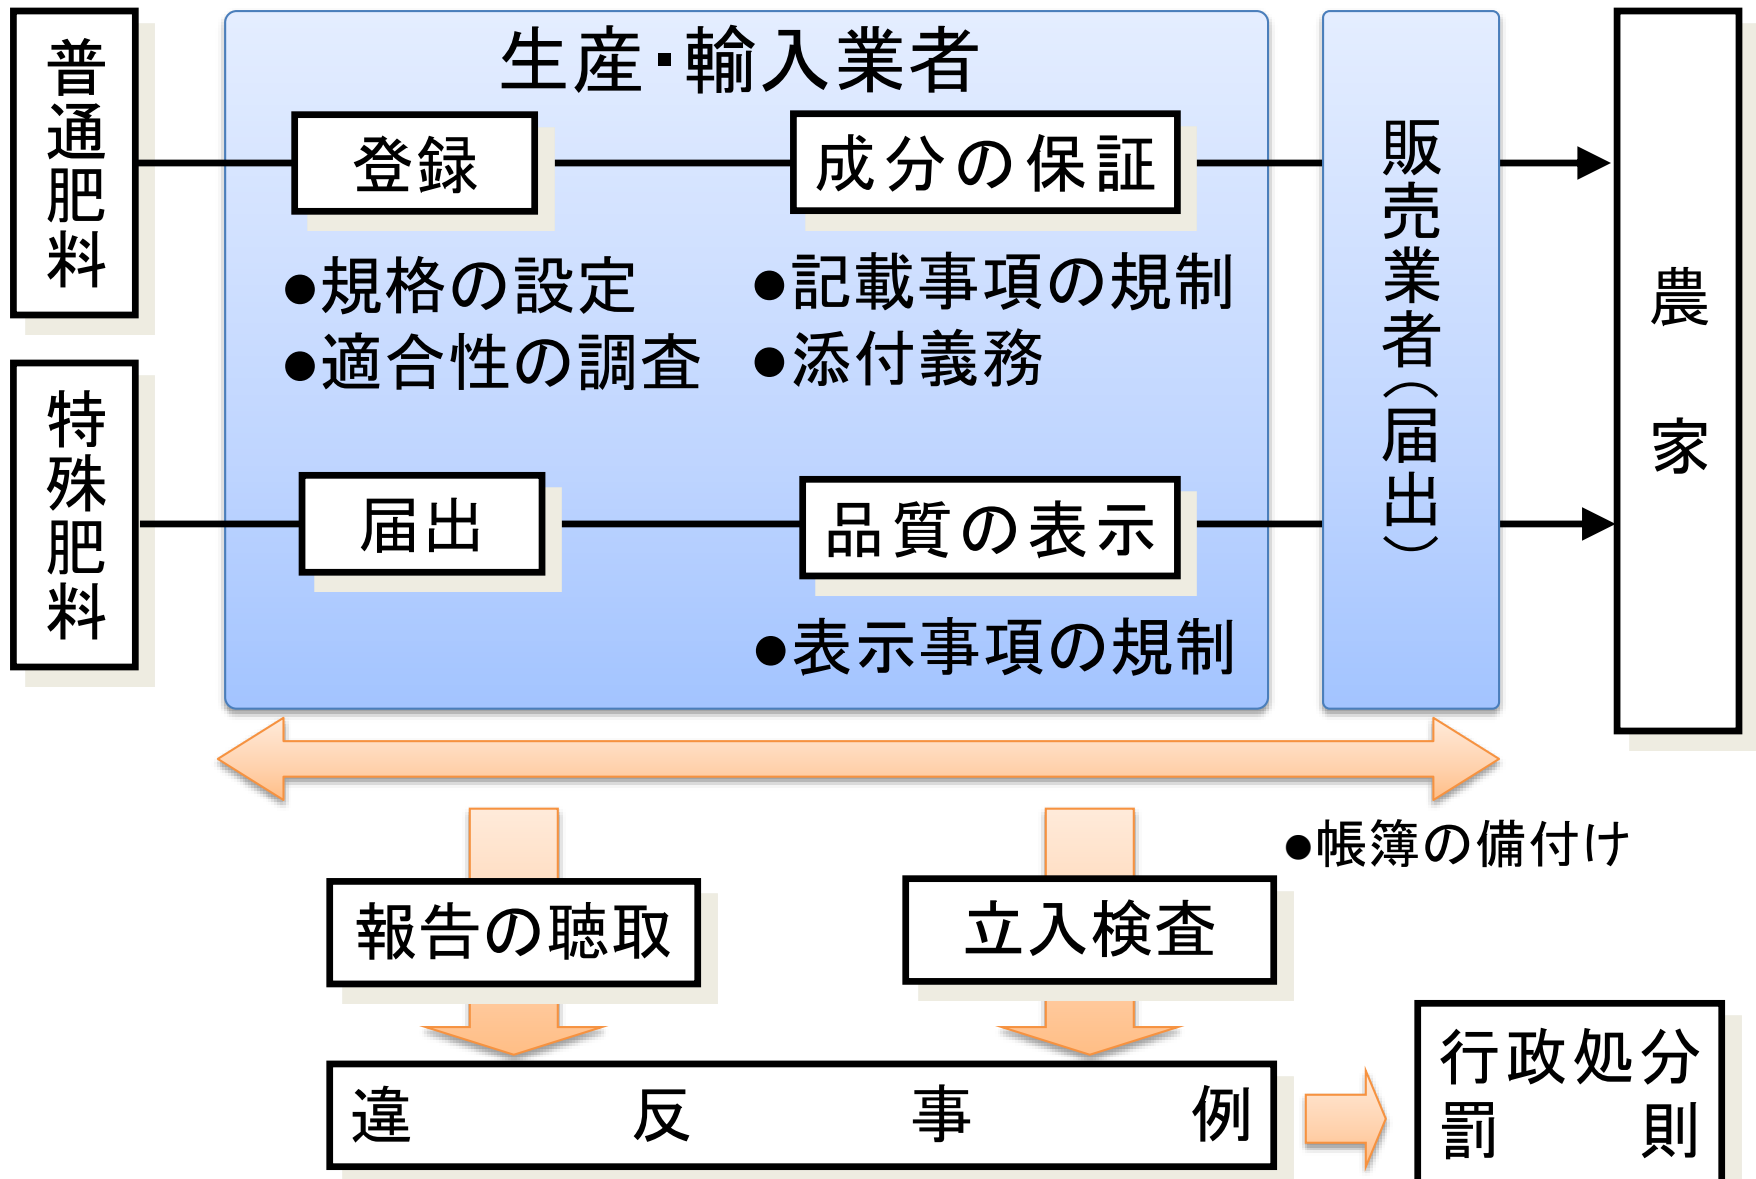 普通肥料
生産・輸入業者
登録
成分の保証
●規格の設定
●適合性の調査
●記載事項の規制
●添付義務
特殊肥料
届出
品質の表示
●表示事項の規制
販売業者（届出）
農家
●帳簿の備付け
報告の聴取
立入検査
違反事例
行政処分
罰則